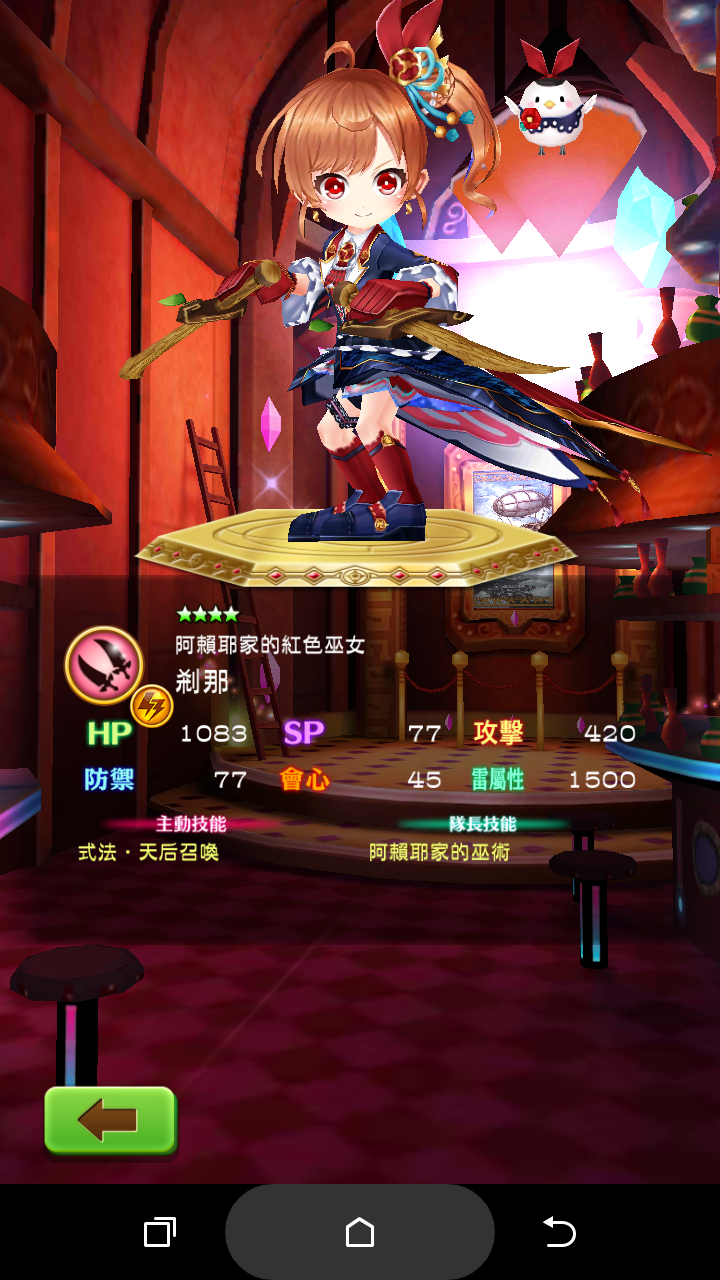 阿賴耶家的紅色巫女
剎那
HP 1083 SP 77 攻擊 420
防禦 77 會心 45 雷屬性 1500
主動技能 隊長技能
式法・天后召喚 阿賴耶家的巫術